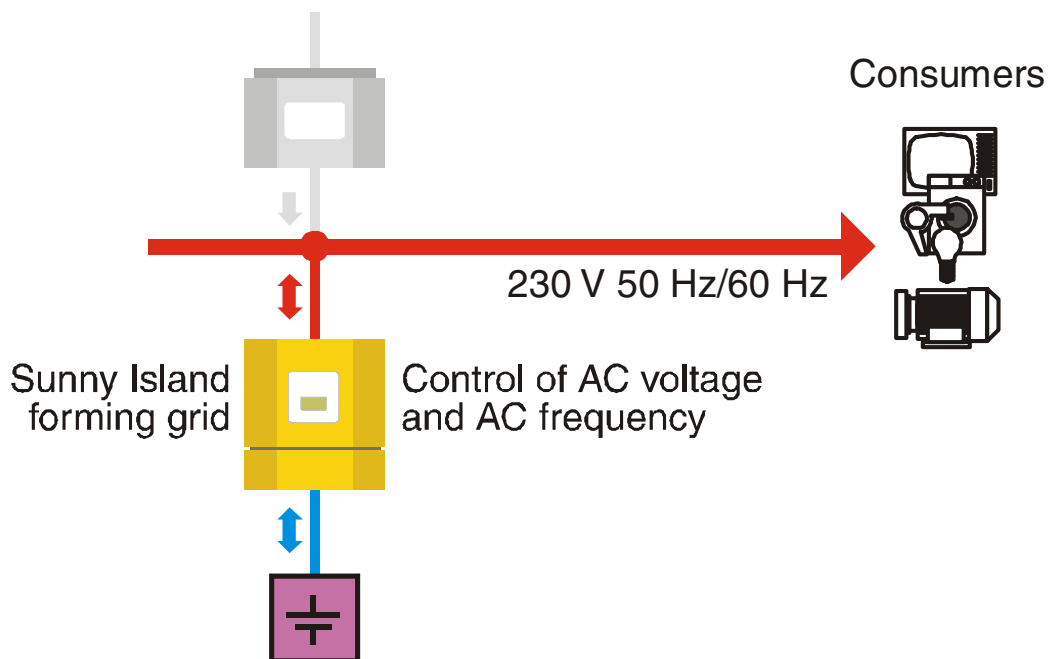 Consumers
230 V 50 Hz/60 Hz
Sunny Island
forming grid
Control of AC voltage
and AC frequency